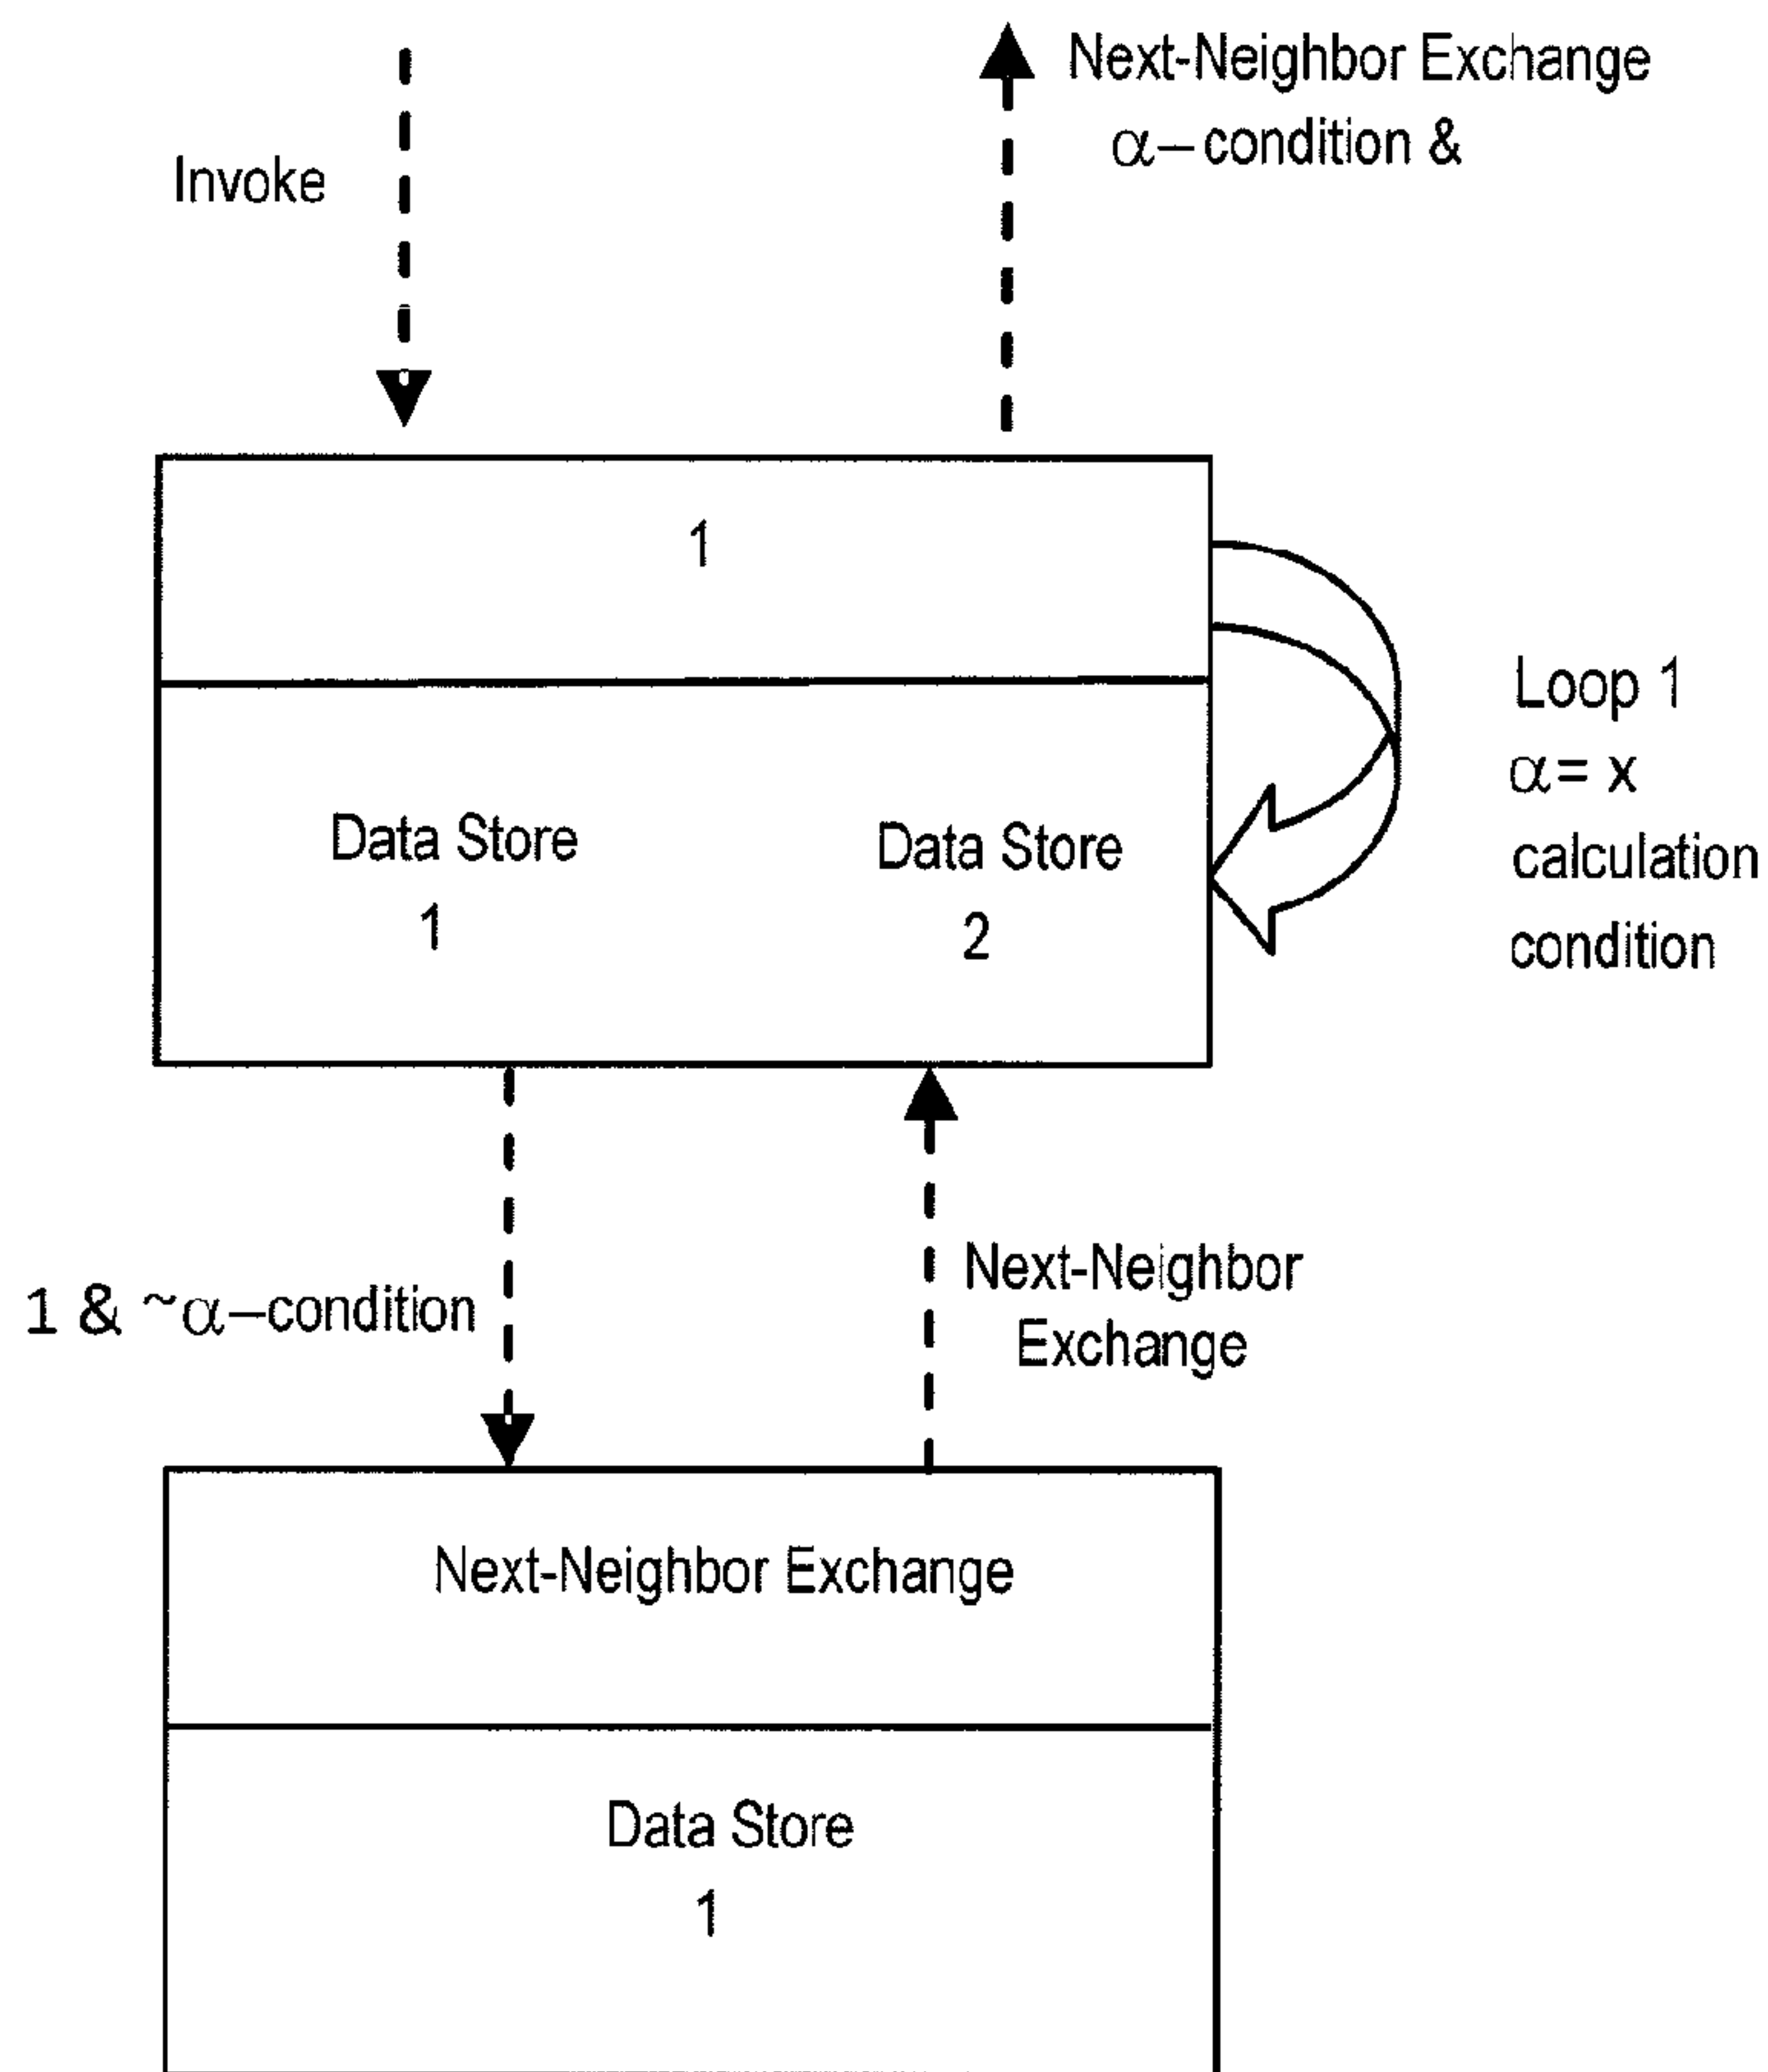 Next-Neighbor Exchange
α–condition &
Invoke
1
Loop 1
α= x
calculation
condition
Data Store
1
Data Store
2
1 & ~α–condition
Next-Neighbor
Exchange
Next-Neighbor Exchange
Data Store
1